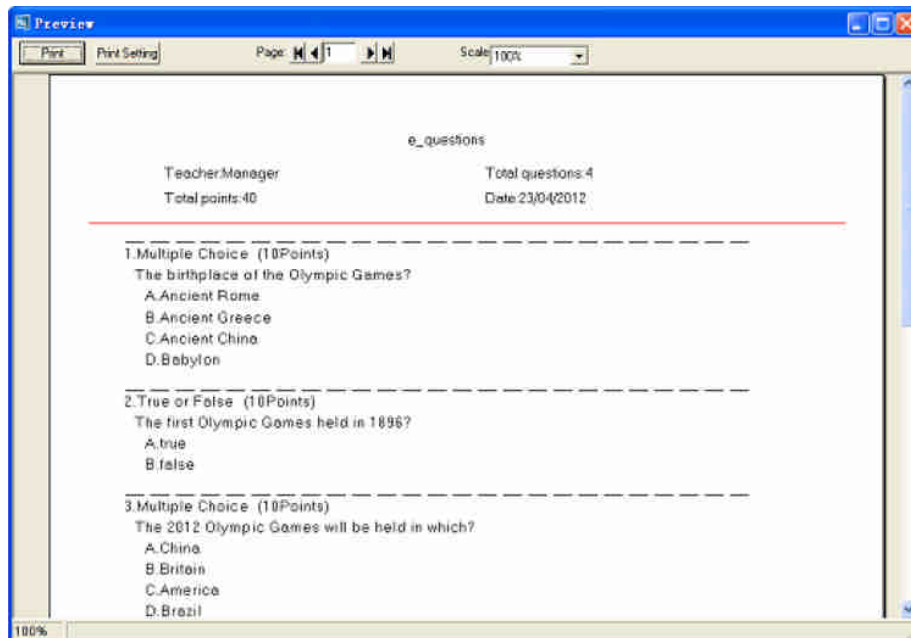 Preview
Print Print Setting Page: 1 Scale 100%
e_questions
Teacher:Manager Total questions:4
Total points:40 Date:23/04/2012
1.Multiple Choice (10Points)
The birthplace of the Olympic Games?
A.Ancient Rome
B.Ancient Greece
C.Ancient China
D.Babylon
2.True or False (10Points)
The first Olympic Games held in 1896?
A.true
B.false
3.Multiple Choice (10Points)
The 2012 Olympic Games will be held in which?
A.China
B.Britain
C.America
D.Brazil
100%